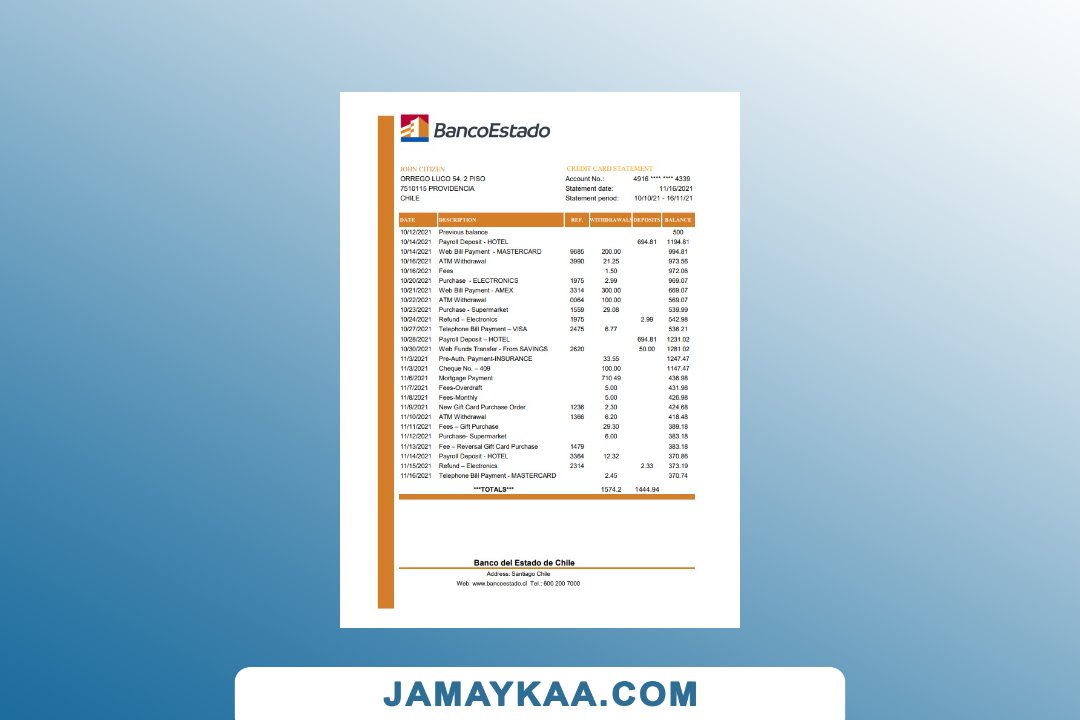 BancoEstado
JOHN CITIZEN
ORREGO LUCO 54, 2 PISO
7510115 PROVIDENCIA
CHILE
CREDIT CARD STATEMENT
Account No.: 4916 **** **** 4339
Statement date: 11/16/2021
Statement period: 10/10/21 - 16/11/21
DATE DESCRIPTION REF. WITHDRAWALS DEPOSITS BALANCE
10/12/2021 Previous balance 500
10/14/2021 Payroll Deposit - HOTEL 694.81 1194.81
10/14/2021 Web Bill Payment - MASTERCARD 9685 200.00 994.81
10/16/2021 ATM Withdrawal 3990 21.25 973.56
10/16/2021 Fees 1.50 972.06
10/20/2021 Purchase - ELECTRONICS 1975 2.99 969.07
10/21/2021 Web Bill Payment - AMEX 3314 300.00 669.07
10/22/2021 ATM Withdrawal 0064 100.00 569.07
10/23/2021 Purchase - Supermarket 1559 29.08 539.99
10/24/2021 Refund – Electronics 1975 2.99 542.98
10/27/2021 Telephone Bill Payment – VISA 2475 6.77 536.21
10/28/2021 Payroll Deposit – HOTEL 694.81 1231.02
10/30/2021 Web Funds Transfer - From SAVINGS 2620 50.00 1281.02
11/3/2021 Pre-Auth. Payment-INSURANCE 33.55 1247.47
11/3/2021 Cheque No. – 409 100.00 1147.47
11/6/2021 Mortgage Payment 710.49 436.98
11/7/2021 Fees-Overdraft 5.00 431.98
11/8/2021 Fees-Monthly 5.00 426.98
11/9/2021 New Gift Card Purchase Order 1236 2.30 424.68
11/10/2021 ATM Withdrawal 1366 6.20 418.48
11/11/2021 Fees – Gift Purchase 29.30 389.18
11/12/2021 Purchase- Supermarket 6.00 383.18
11/13/2021 Fee – Reversal Gift Card Purchase 1479 383.18
11/14/2021 Payroll Deposit - HOTEL 3364 12.32 370.86
11/15/2021 Refund – Electronics 2314 2.33 373.19
11/16/2021 Telephone Bill Payment - MASTERCARD 2.45 370.74
***TOTALS*** 1574.2 1444.94
Banco del Estado de Chile
Address: Santiago Chile
Web: www.bancoestado.cl Tel.: 600 200 7000
JAMAYKAA.COM